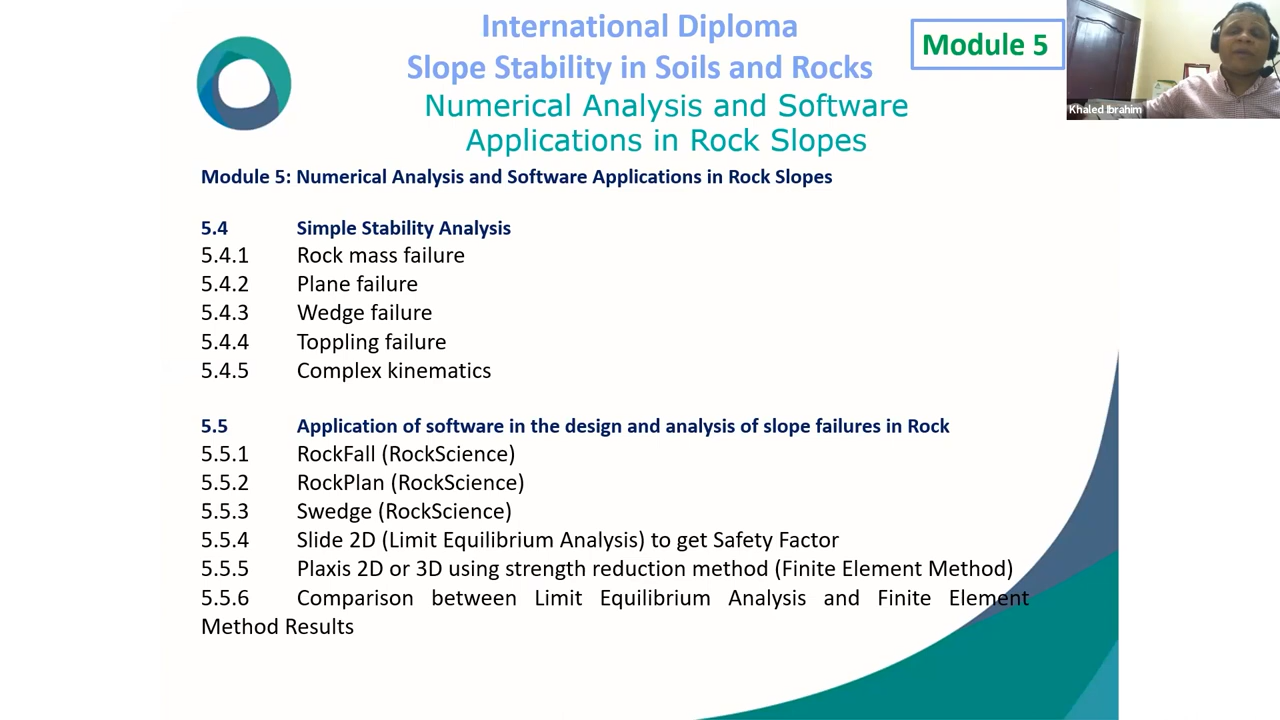 International Diploma
Slope Stability in Soils and Rocks
Numerical Analysis and Software
Applications in Rock Slopes
Module 5
Khaled Ibrahim
Module 5: Numerical Analysis and Software Applications in Rock Slopes
5.4 Simple Stability Analysis
5.4.1 Rock mass failure
5.4.2 Plane failure
5.4.3 Wedge failure
5.4.4 Toppling failure
5.4.5 Complex kinematics
5.5 Application of software in the design and analysis of slope failures in Rock
5.5.1 RockFall (RockScience)
5.5.2 RockPlan (RockScience)
5.5.3 Swedge (RockScience)
5.5.4 Slide 2D (Limit Equilibrium Analysis) to get Safety Factor
5.5.5 Plaxis 2D or 3D using strength reduction method (Finite Element Method)
5.5.6 Comparison between Limit Equilibrium Analysis and Finite Element
Method Results